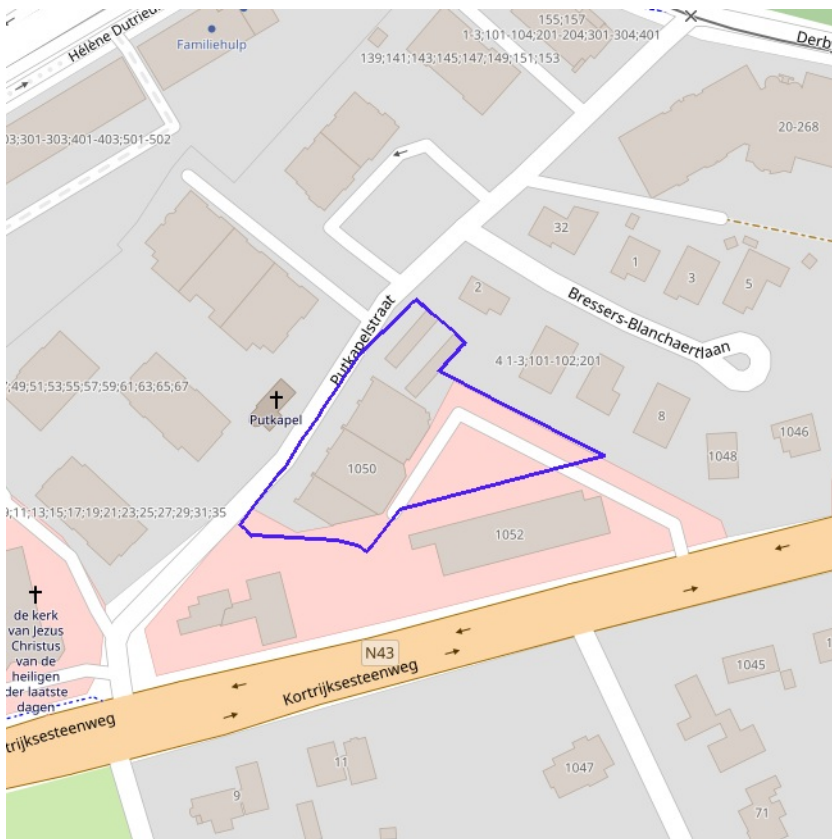 Hélène Dutrieu
Familiehulp
155;157
1-3;101-104;201-204;301-304;401
139;141;143;145;147;149;151;153
Derb
20-268
03;301-303;401-403;501-502
32
1
3
5
2
Bressers-Blanchaertlaan
Putkapelstraat
4 1-3;101-102;201
7;49;51;53;55;57;59;61;63;65;67
Putkapel
8
1046
1048
1050
9;11;13;15;17;19;21;23;25;27;29;31;35
1052
de kerk
van Jezus
Christus
van de
heiligen
der laatste
dagen
N43
Kortrijksesteenweg
trijksesteenweg
1045
1
11
1047
9
71